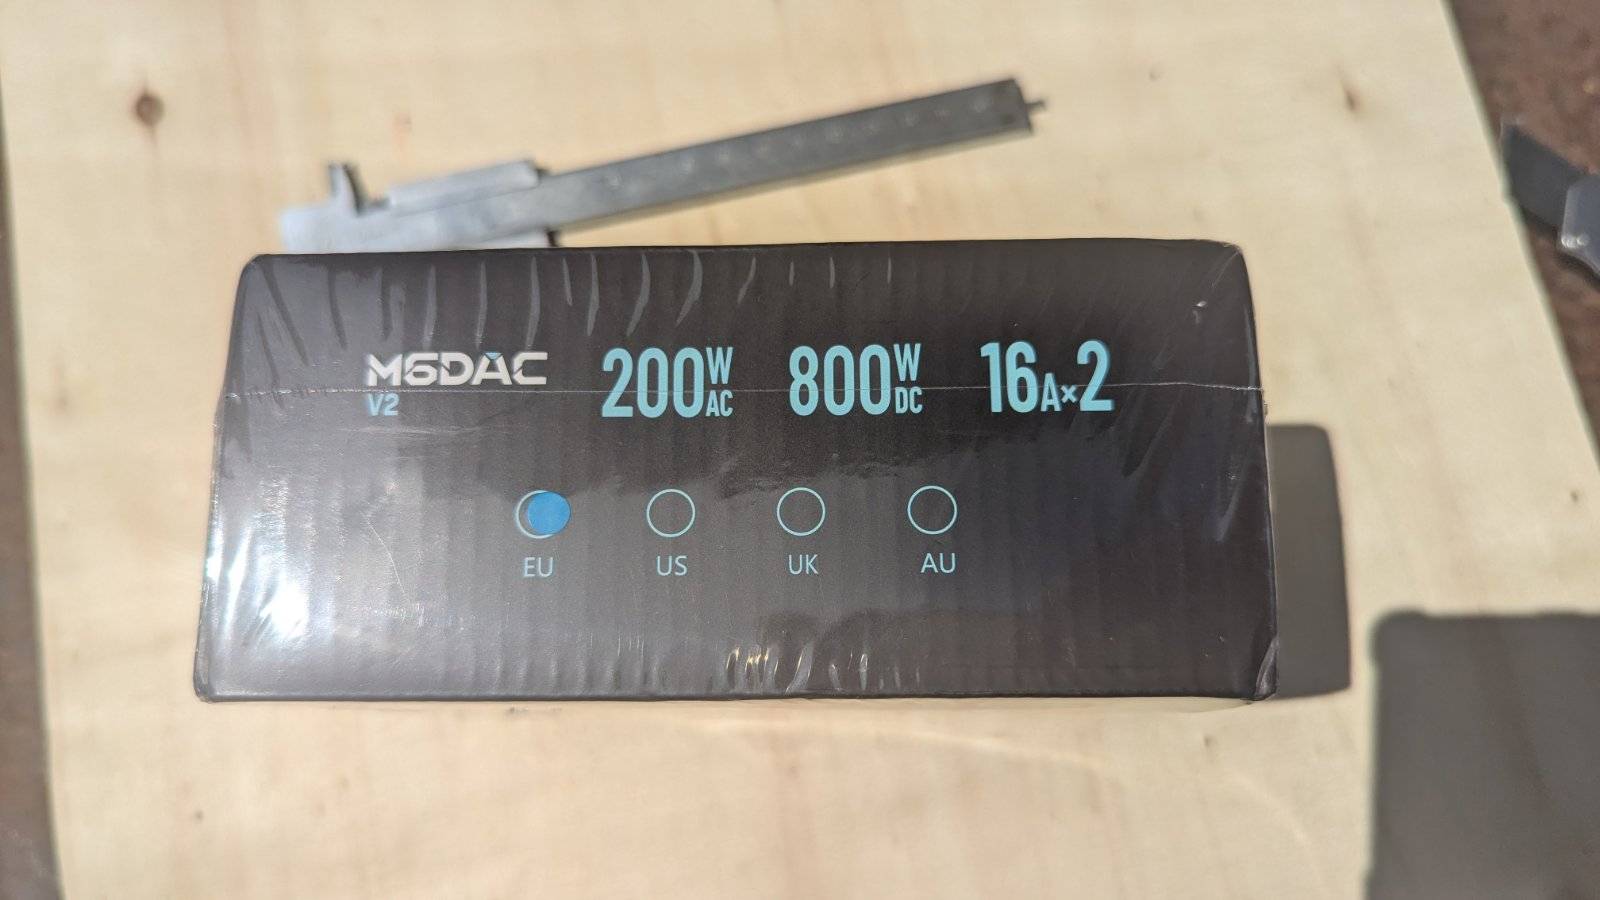 M6DAC 200W AC 800W DC 16A×2
V2
EU US UK AU